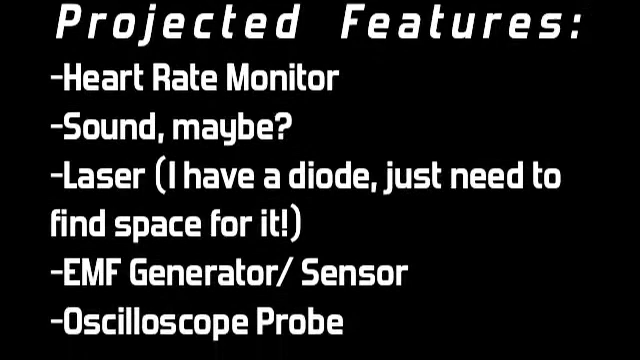 Projected Features:
-Heart Rate Monitor
-Sound, maybe?
-Laser (I have a diode, just need to
find space for it!)
-EMF Generator/ Sensor
-Oscilloscope Probe